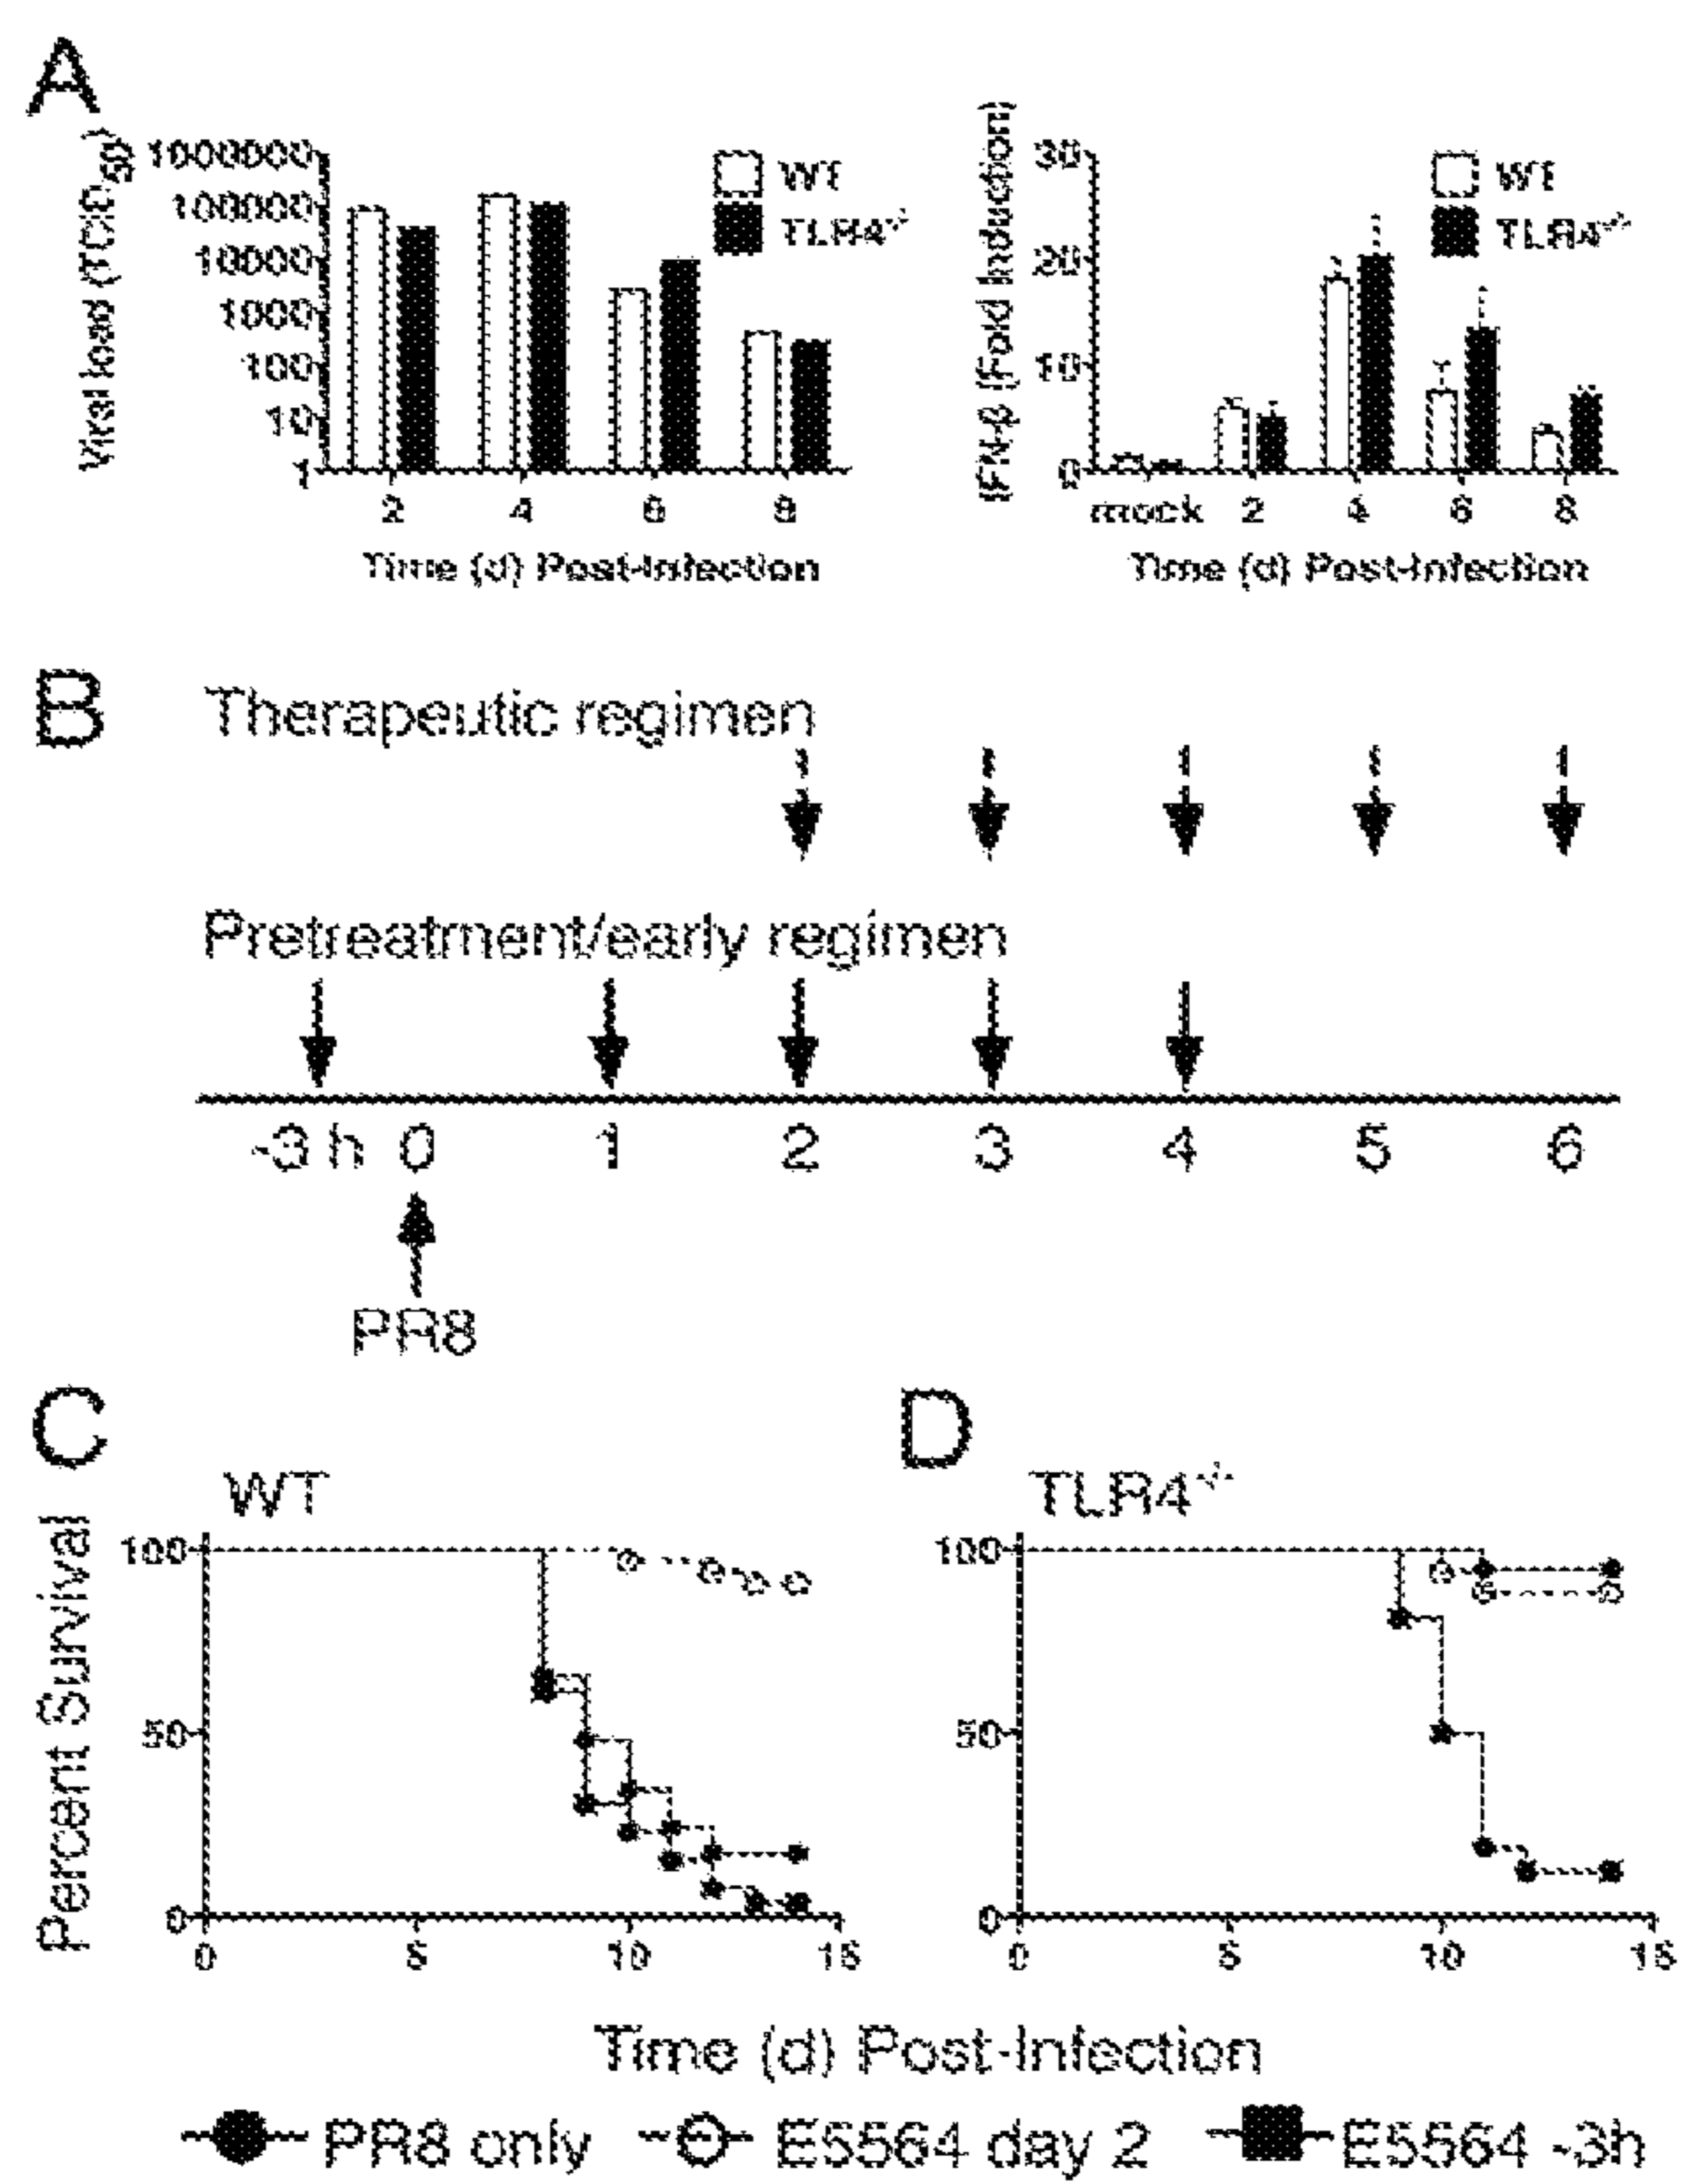 A
Viral load (TCID50)
1000000
100000
10000
1000
100
10
1
WT
TLR4-/-
2 4 6 8
Time (d) Post-Infection
IFN-β (Fold Induction)
30
20
10
0
WT
TLR4-/-
mock 2 4 6 8
Time (d) Post-Infection
B
Therapeutic regimen
Pretreatment/early regimen
-3 h 0 1 2 3 4 5 6
PR8
C
WT
Percent Survival
100
50
0
0 5 10 15
D
TLR4-/-
100
50
0
0 5 10 15
Time (d) Post-Infection
PR8 only E5564 day 2 E5564 -3h